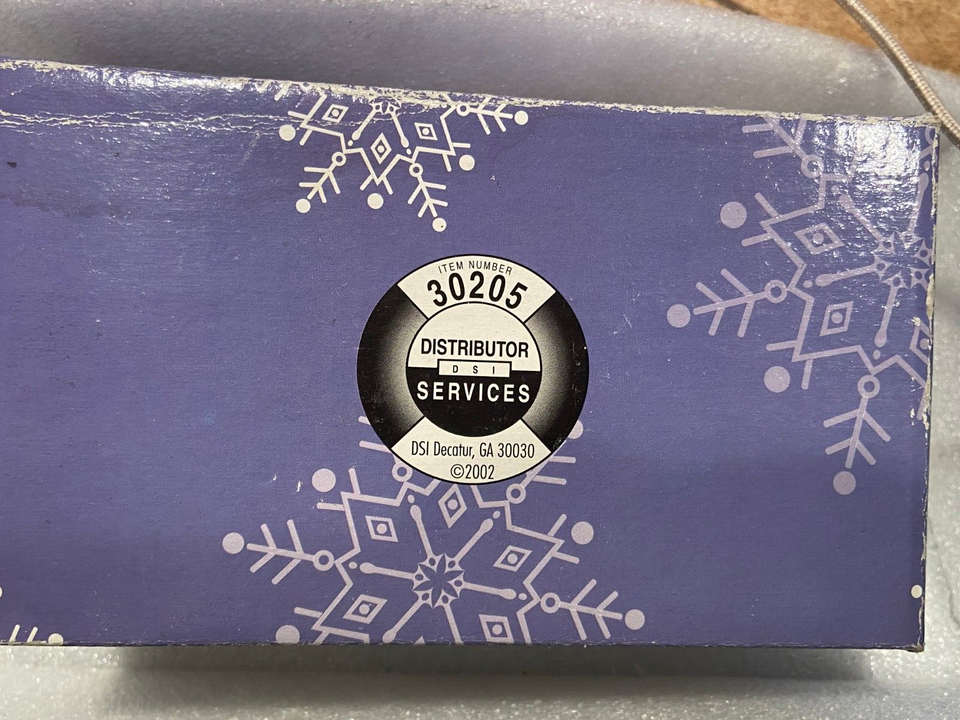 ITEM NUMBER
30205
DISTRIBUTOR
DSI
SERVICES
DSI Decatur, GA 30030
©2002